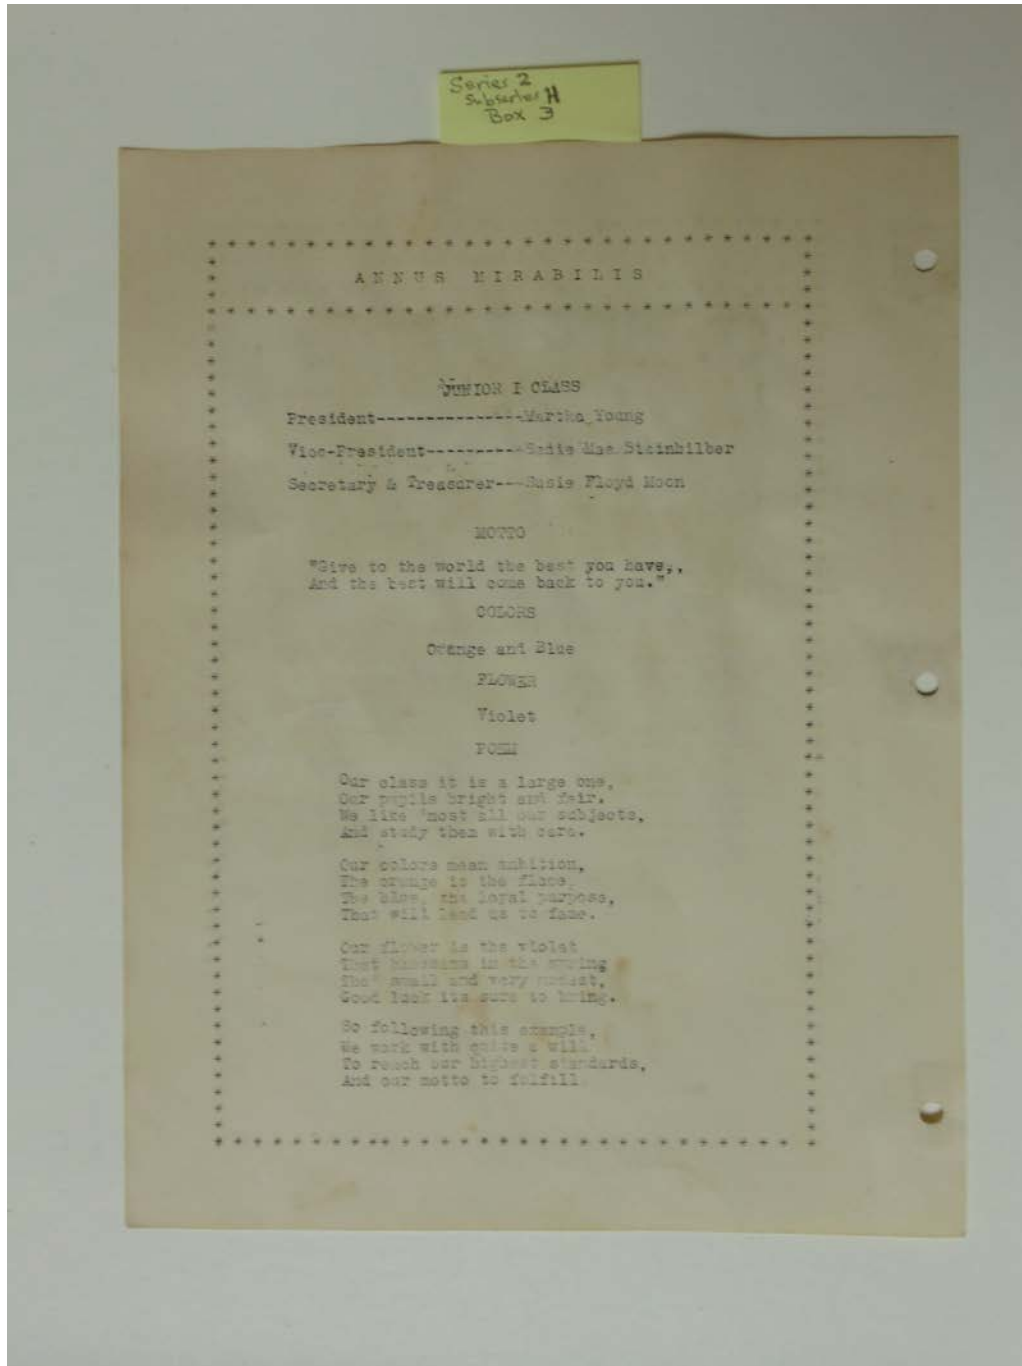 Series 2
Subseries H
Box 3
ANNUS MIRABILIS
JUNIOR I CLASS
President---------------Martha Young
Vice-President----------Sadie Mae Steinhilber
Secretary & Treasurer---Susie Floyd Moon
MOTTO
"Give to the world the best you have,,
And the best will come back to you."
COLORS
Orange and Blue
FLOWER
Violet
POEM
Our class it is a large one,
Our pupils bright and fair.
We like 'most all our subjects,
And study them with care.
Our colors mean ambition,
The orange is the flame,
The blue, the loyal purpose,
That will lead us to fame.
Our flower is the violet
That blossoms in the spring
Tho' small and very modest,
Good luck its sure to bring.
So following this example,
We work with quite a will
To reach our highest standards,
And our motto to fulfill